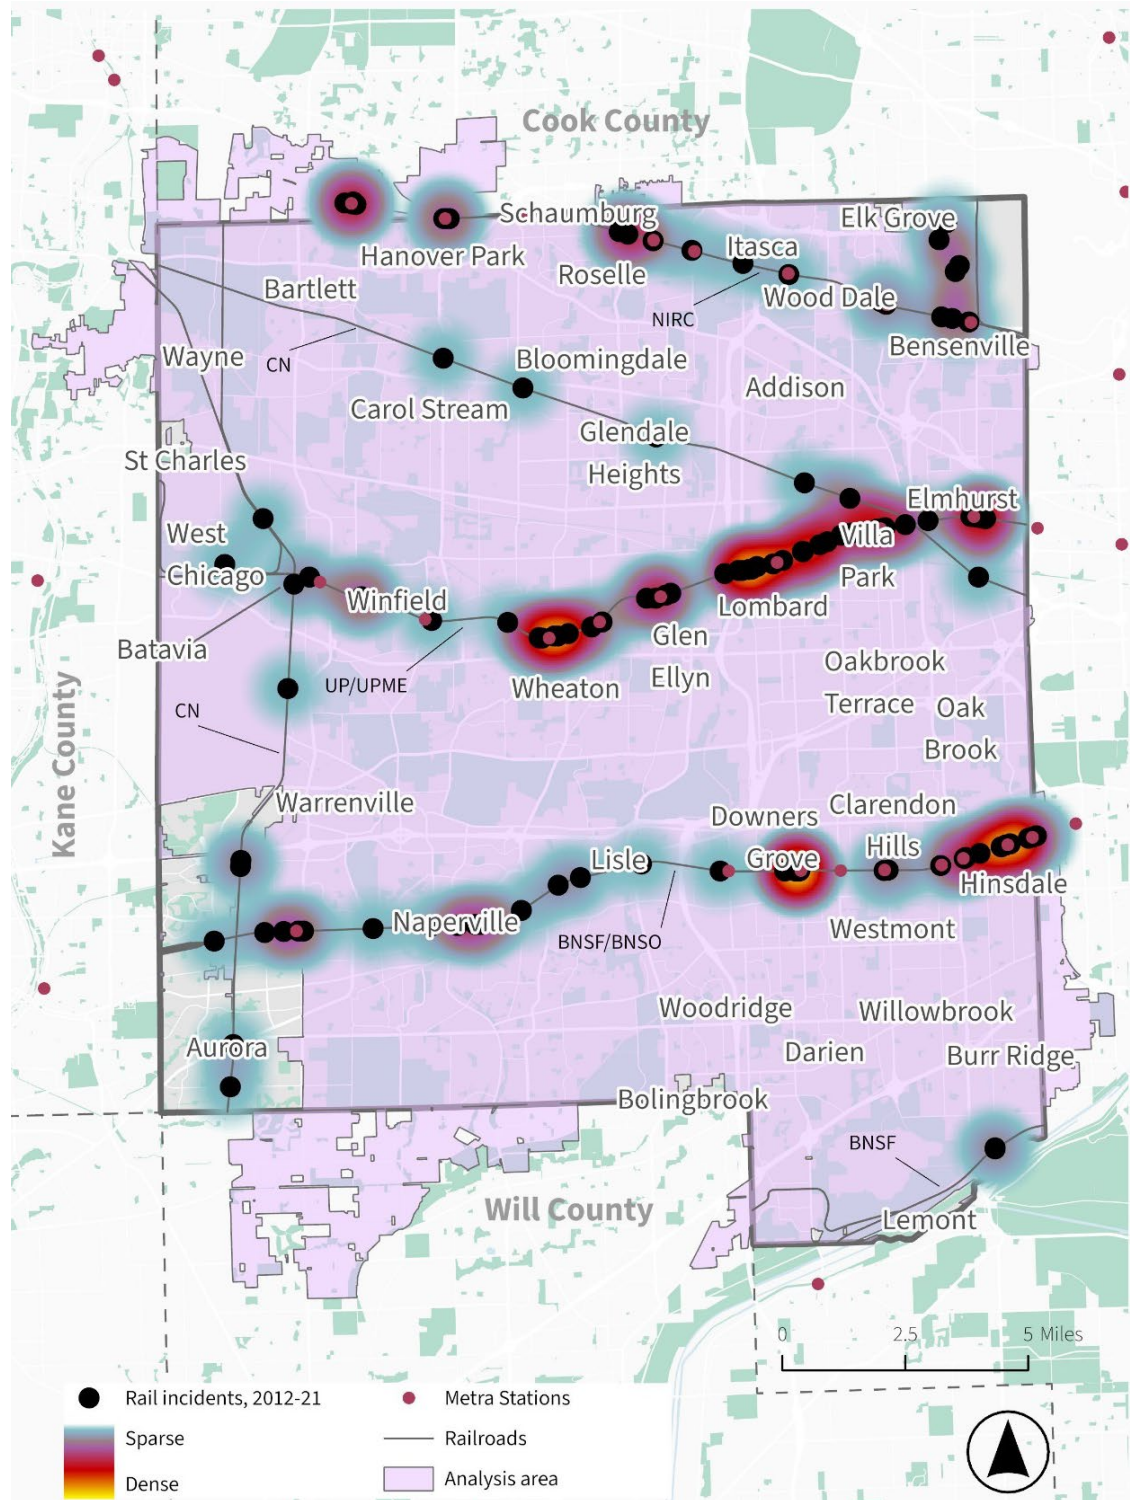 Cook County
Schaumburg
Elk Grove
Hanover Park
Itasca
Roselle
Bartlett
Wood Dale
NIRC
Bensenville
Wayne
CN
Bloomingdale
Addison
Carol Stream
Glendale
Heights
St Charles
Elmhurst
West
Chicago
Villa
Park
Winfield
Lombard
Glen
Ellyn
Batavia
UP/UPME
Wheaton
Oakbrook
Terrace
Oak
Brook
CN
Kane County
Warrenville
Downers
Grove
Clarendon
Hills
Lisle
Hinsdale
Naperville
BNSF/BNSO
Westmont
Woodridge
Willowbrook
Aurora
Darien
Burr Ridge
Bolingbrook
BNSF
Will County
Lemont
0 2.5 5 Miles
Rail incidents, 2012-21
Sparse
Dense
Metra Stations
Railroads
Analysis area